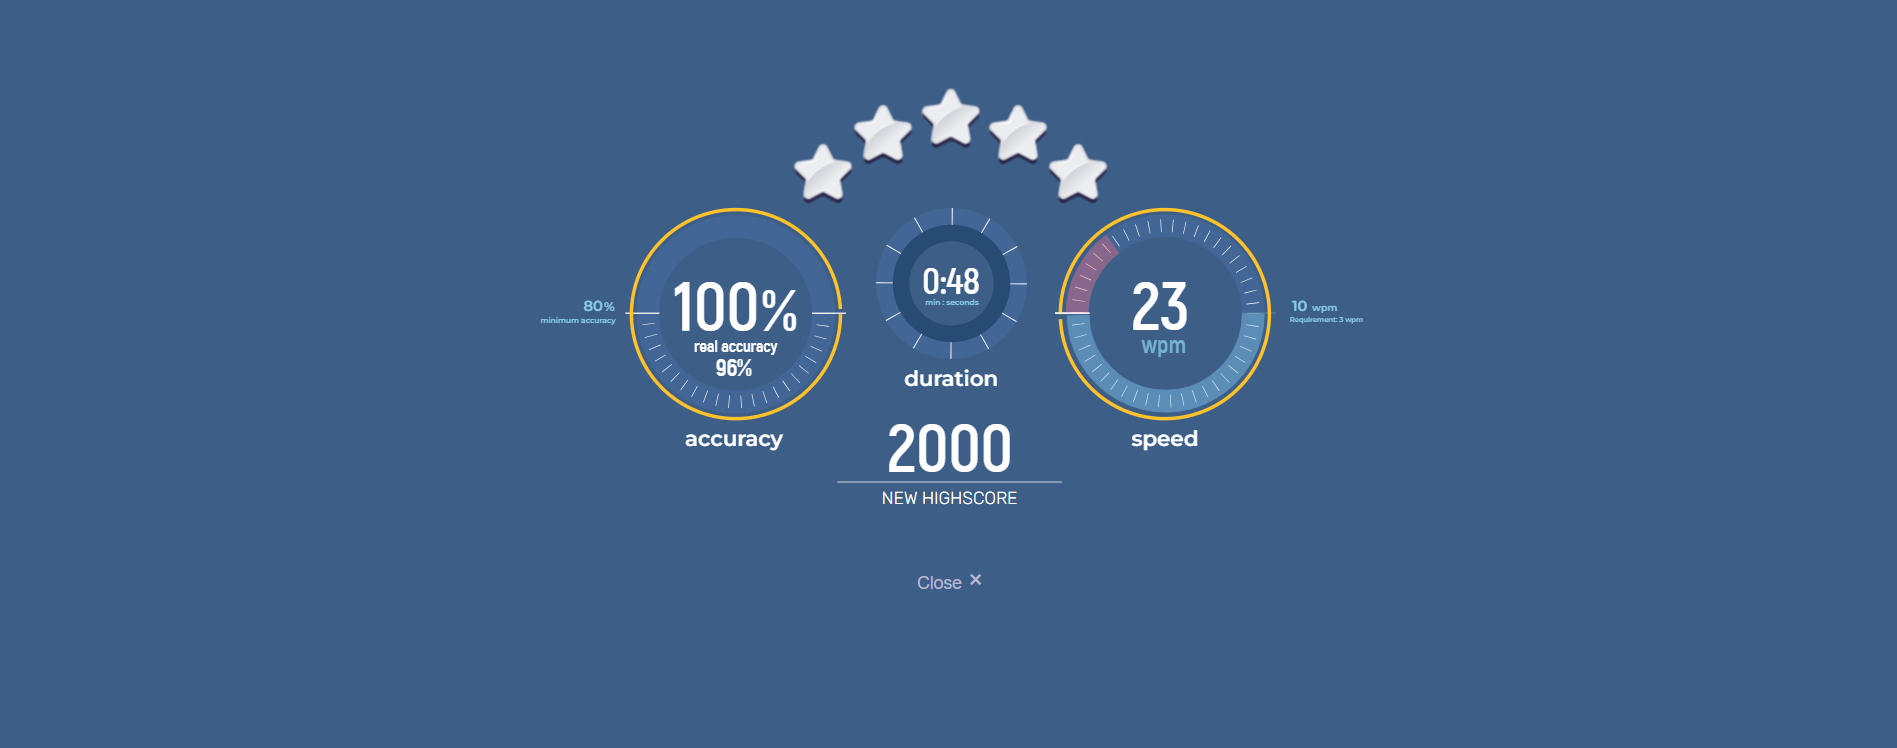 80%
minimum accuracy
100%
real accuracy
96%
accuracy
0:48
min : seconds
duration
23
wpm
speed
10 wpm
Requirement: 3 wpm
2000
NEW HIGHSCORE
Close ×